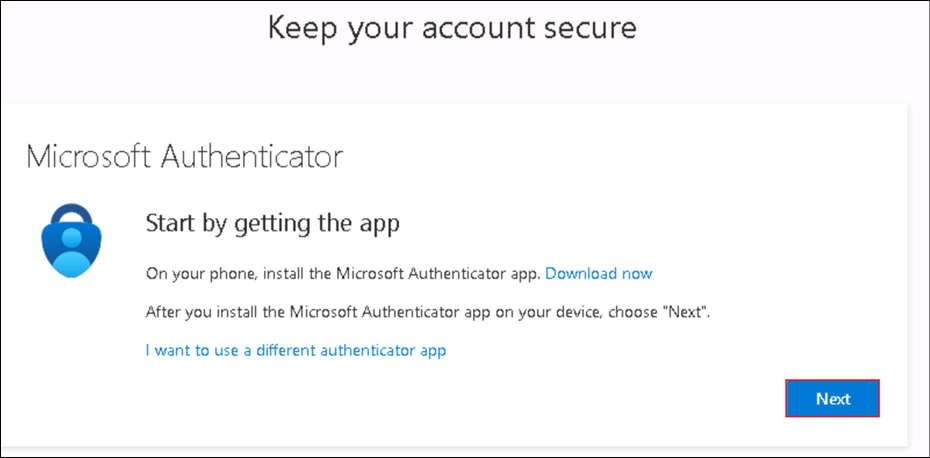 Keep your account secure
Microsoft Authenticator
Start by getting the app
On your phone, install the Microsoft Authenticator app. Download now
After you install the Microsoft Authenticator app on your device, choose "Next".
I want to use a different authenticator app
Next